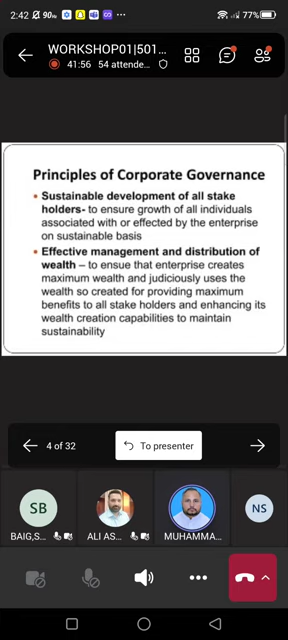 2:42
90%
77%
WORKSHOP01|501...
41:56 54 attende...
Principles of Corporate Governance
• Sustainable development of all stake
holders- to ensure growth of all individuals
associated with or effected by the enterprise
on sustainable basis
• Effective management and distribution of
wealth – to ensue that enterprise creates
maximum wealth and judiciously uses the
wealth so created for providing maximum
benefits to all stake holders and enhancing its
wealth creation capabilities to maintain
sustainability
4 of 32
To presenter
SB
NS
BAIG,S...
ALI AS...
MUHAMMA...